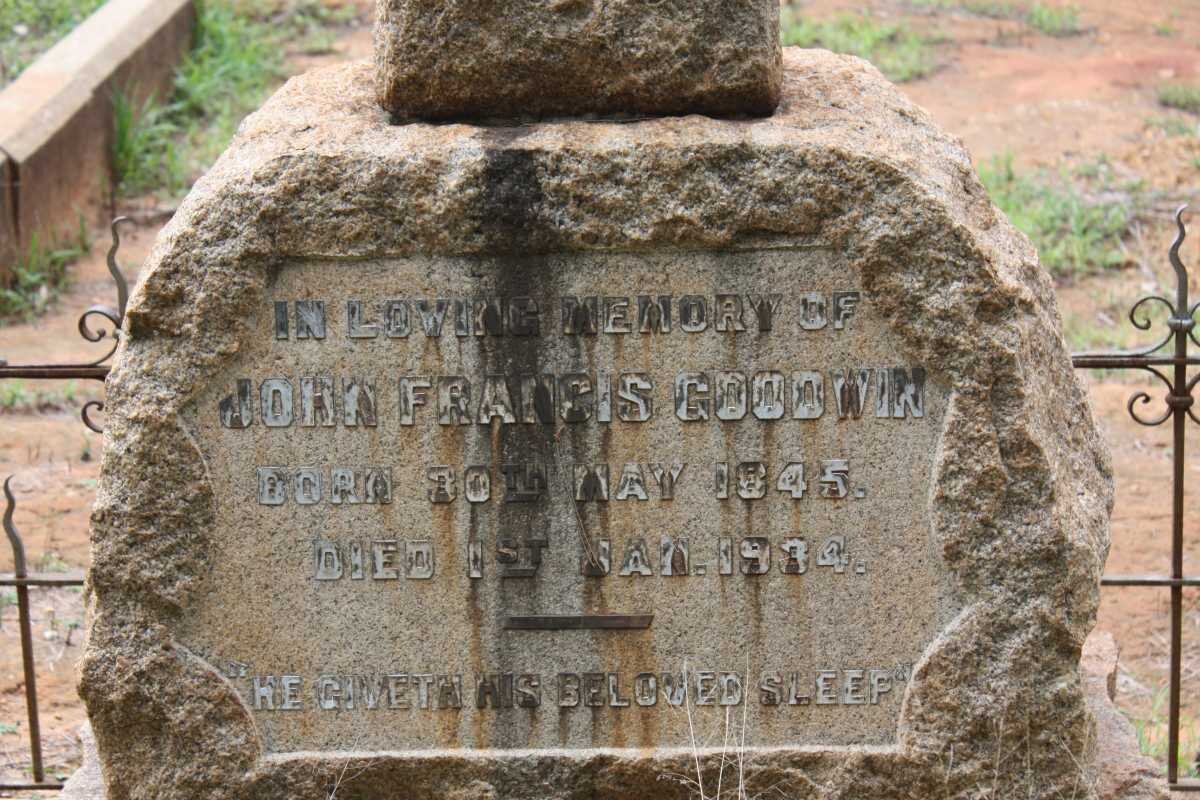 IN LOVING MEMORY OF
JOHN FRANCIS GOODWIN
BORN 30TH MAY 1845.
DIED 1ST JAN. 1934.
"HE GIVETH HIS BELOVED SLEEP"